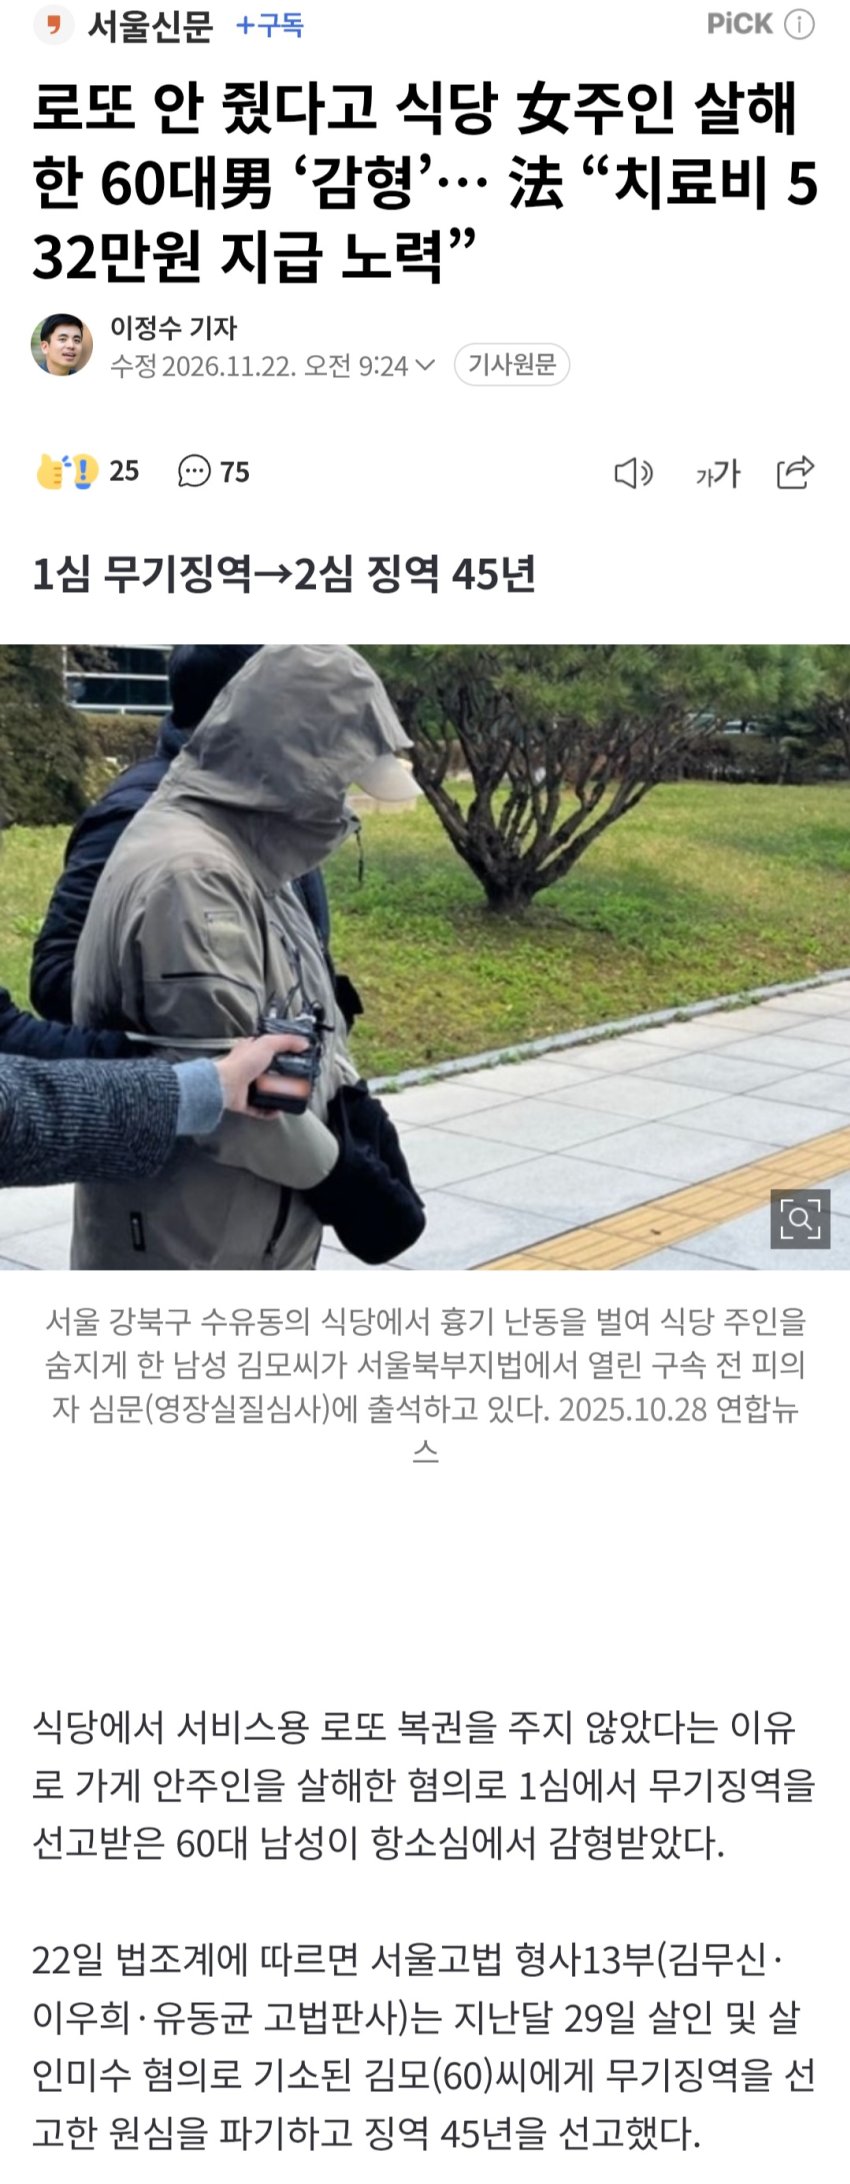 서울신문 +구독
PiCK
로또 안 줬다고 식당 女주인 살해
한 60대男 ‘감형’… 法 “치료비 5
32만원 지급 노력”
이정수 기자
수정 2026.11.22. 오전 9:24
기사원문
25 75
가가
1심 무기징역→2심 징역 45년
서울 강북구 수유동의 식당에서 흉기 난동을 벌여 식당 주인을
숨지게 한 남성 김모씨가 서울북부지법에서 열린 구속 전 피의
자 심문(영장실질심사)에 출석하고 있다. 2025.10.28 연합뉴
스
식당에서 서비스용 로또 복권을 주지 않았다는 이유
로 가게 안주인을 살해한 혐의로 1심에서 무기징역을
선고받은 60대 남성이 항소심에서 감형받았다.
22일 법조계에 따르면 서울고법 형사13부(김무신·
이우희·유동균 고법판사)는 지난달 29일 살인 및 살
인미수 혐의로 기소된 김모(60)씨에게 무기징역을 선
고한 원심을 파기하고 징역 45년을 선고했다.